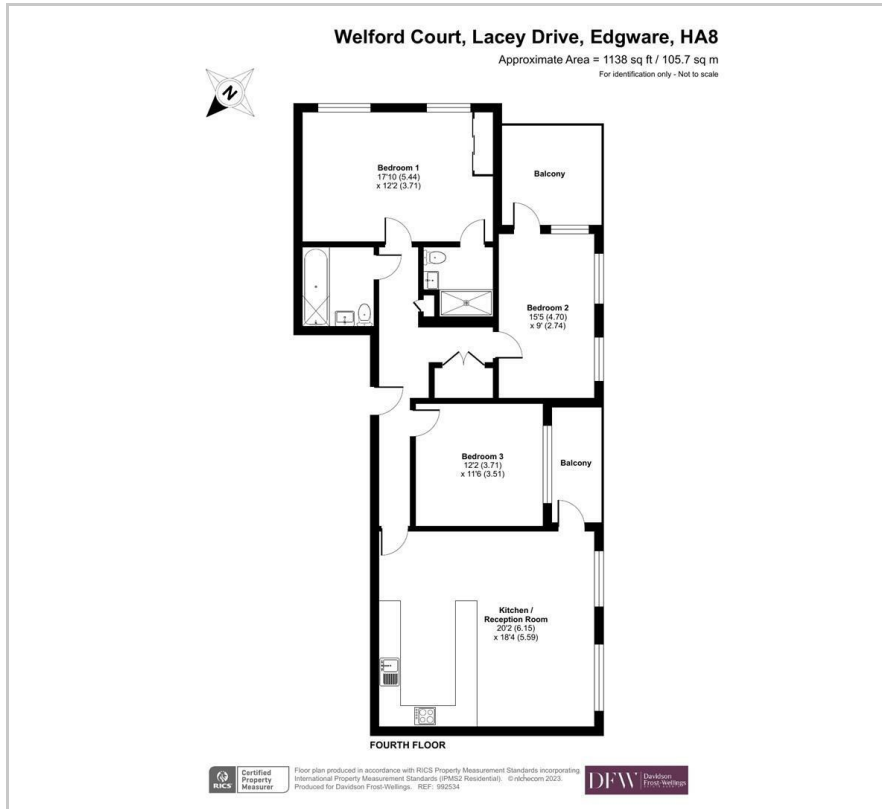 Welford Court, Lacey Drive, Edgware, HA8
Approximate Area = 1138 sq ft / 105.7 sq m
For identification only - Not to scale
N
Bedroom 1
17'10 (5.44)
x 12'2 (3.71)
Balcony
Bedroom 2
15'5 (4.70)
x 9' (2.74)
Bedroom 3
12'2 (3.71)
x 11'6 (3.51)
Balcony
Kitchen /
Reception Room
20'2 (6.15)
x 18'4 (5.59)
FOURTH FLOOR
RICS
Certified
Property
Measurer
Floor plan produced in accordance with RICS Property Measurement Standards incorporating
International Property Measurement Standards (IPMS2 Residential). ©nichecom 2023.
Produced for Davidson Frost-Wellings. REF: 992534
DFW
Davidson
Frost-Wellings